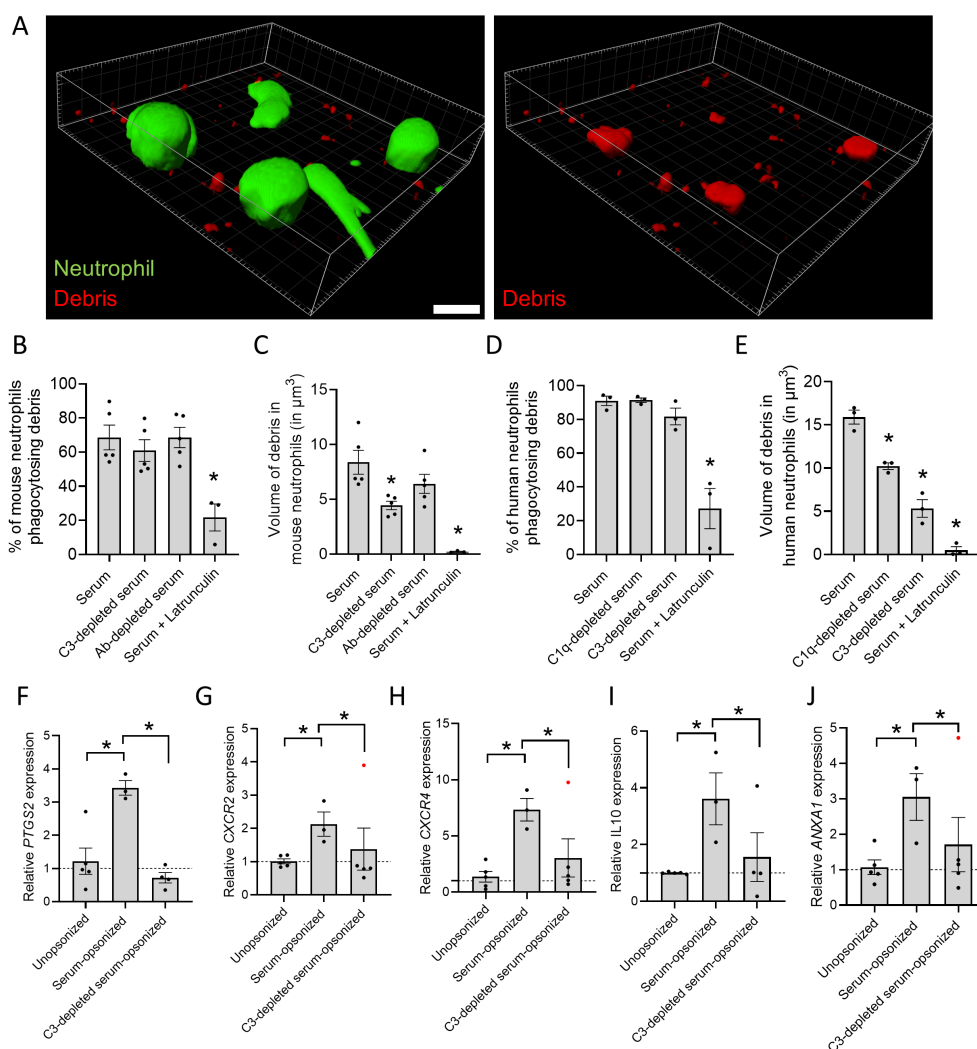 A
Neutrophil
Debris
Debris
B
% of mouse neutrophils
phagocytosing debris
100
80
60
40
20
0
*
Serum
C3-depleted serum
Ab-depleted serum
Serum + Latrunculin
C
Volume of debris in
mouse neutrophils (in µm³)
15
10
5
0
*
*
Serum
C3-depleted serum
Ab-depleted serum
Serum + Latrunculin
D
% of human neutrophils
phagocytosing debris
100
80
60
40
20
0
*
Serum
C1q-depleted serum
C3-depleted serum
Serum + Latrunculin
E
Volume of debris in
human neutrophils (in µm³)
20
15
10
5
0
*
*
*
Serum
C1q-depleted serum
C3-depleted serum
Serum + Latrunculin
F
Relative PTGS2 expression
5
4
3
2
1
0
*
*
Unopsonized
Serum-opsonized
C3-depleted serum-opsonized
G
Relative CXCR2 expression
5
4
3
2
1
0
*
*
Unopsonized
Serum-opsonized
C3-depleted serum-opsonized
H
Relative CXCR4 expression
15
10
5
0
*
*
Unopsonized
Serum-opsonized
C3-depleted serum-opsonized
I
Relative IL10 expression
6
4
2
0
*
*
Unopsonized
Serum-opsonized
C3-depleted serum-opsonized
J
Relative ANXA1 expression
5
4
3
2
1
0
*
*
Unopsonized
Serum-opsonized
C3-depleted serum-opsonized